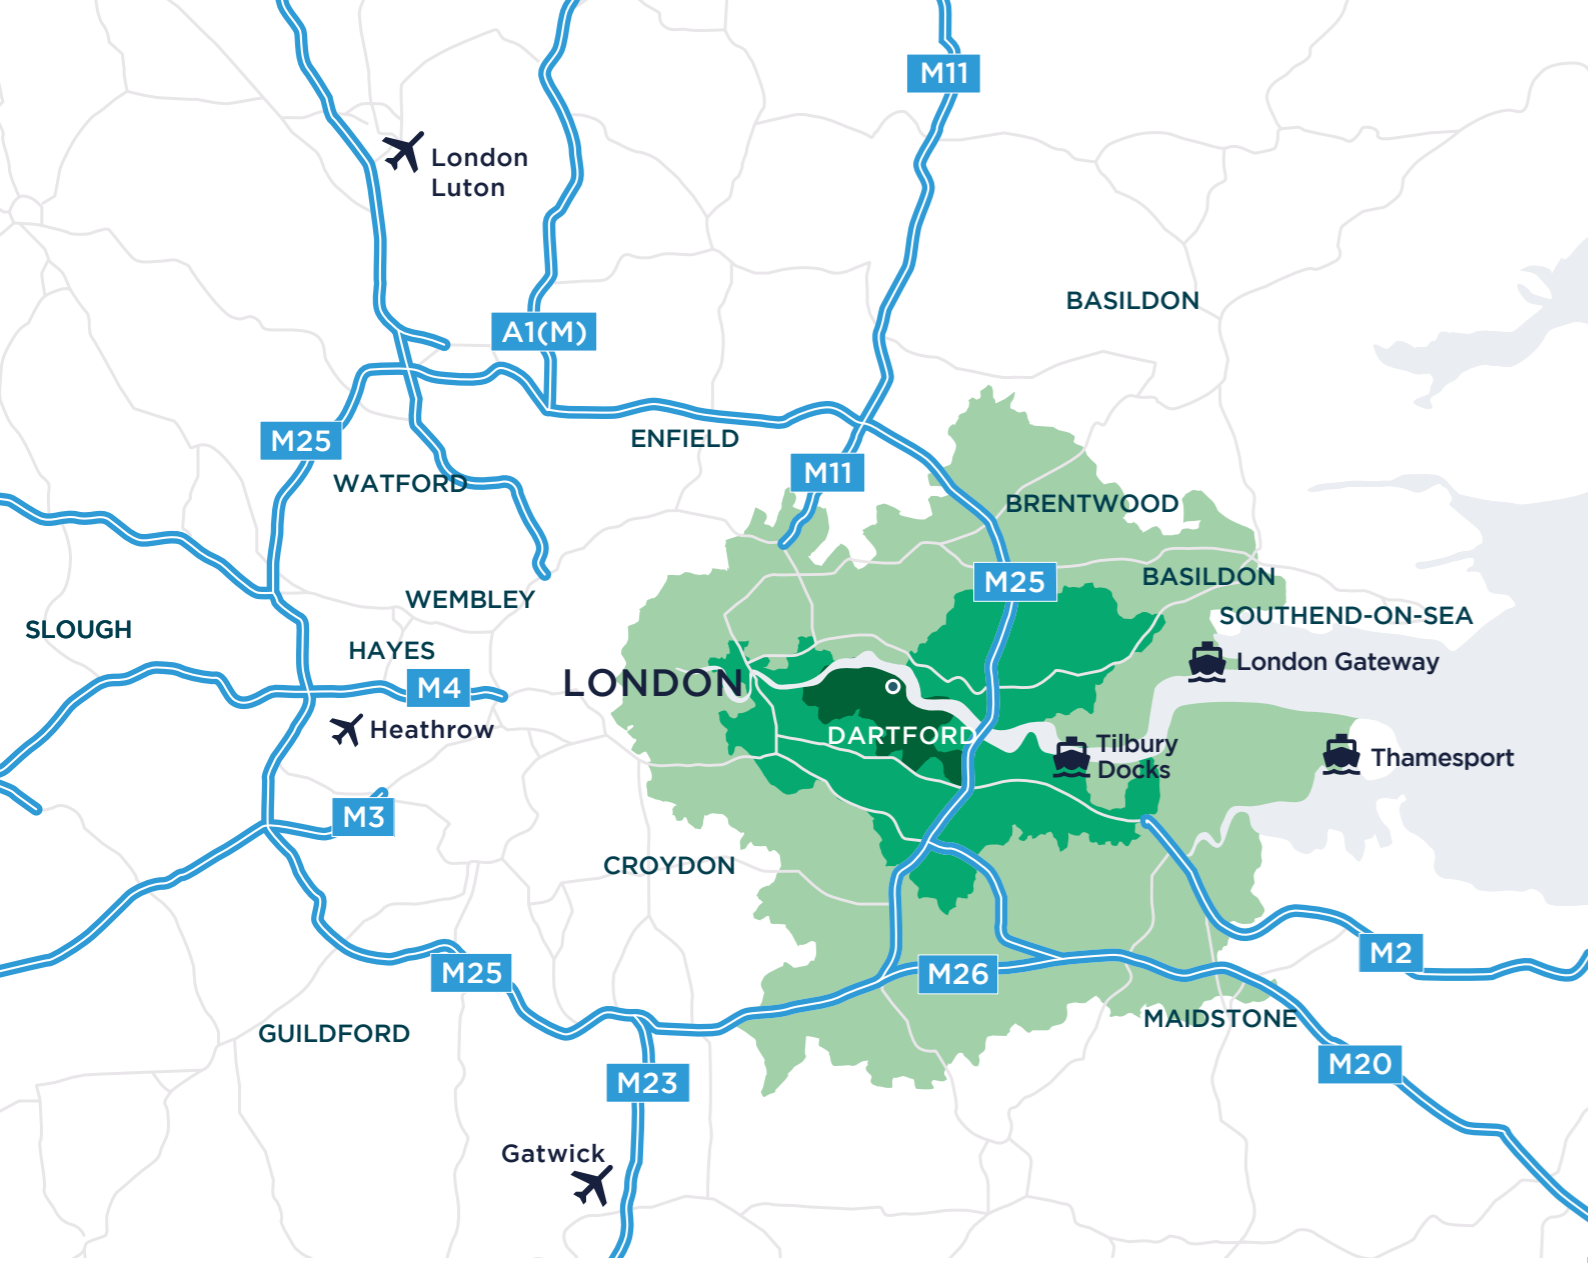 M11
London
Luton
BASILDON
A1(M)
ENFIELD
M25
M11
WATFORD
BRENTWOOD
M25
BASILDON
WEMBLEY
SOUTHEND-ON-SEA
SLOUGH
HAYES
London Gateway
LONDON
M4
Heathrow
DARTFORD
Tilbury
Docks
Thamesport
M3
CROYDON
M2
M25
M26
MAIDSTONE
GUILDFORD
M20
M23
Gatwick